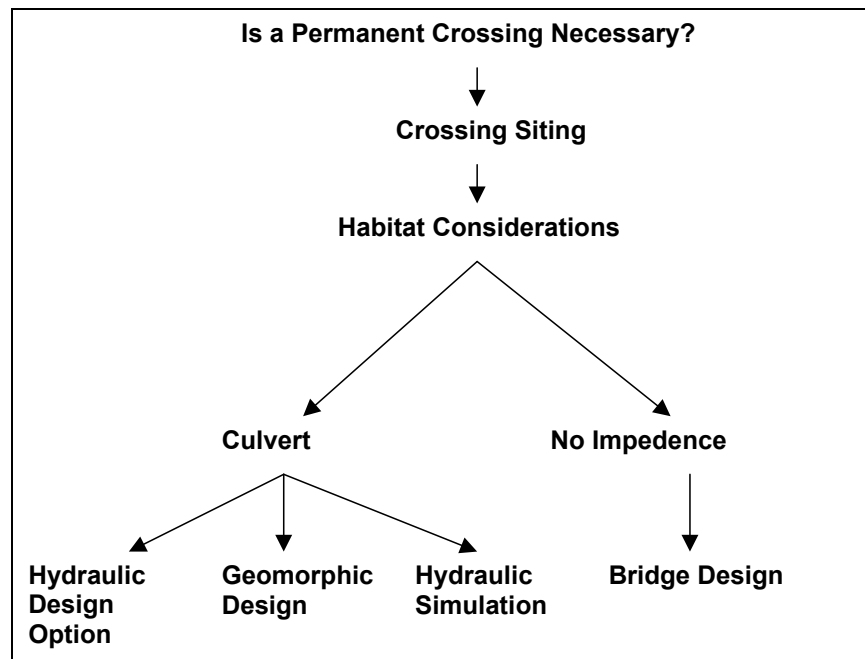 Is a Permanent Crossing Necessary?
Crossing Siting
Habitat Considerations
Culvert
No Impedence
Hydraulic
Design
Option
Geomorphic
Design
Hydraulic
Simulation
Bridge Design